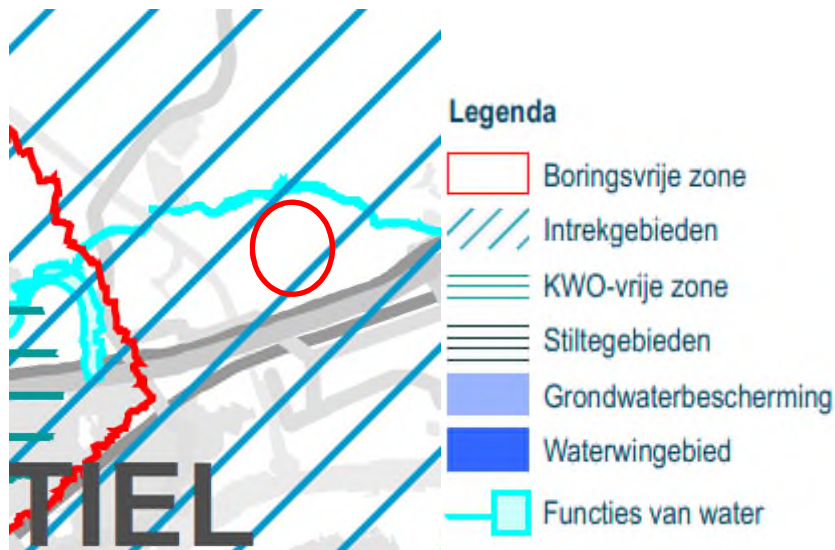 TIEL
Legenda
Boringsvrije zone
Intrekgebieden
KWO-vrije zone
Stiltegebieden
Grondwaterbescherming
Waterwingebied
Functies van water